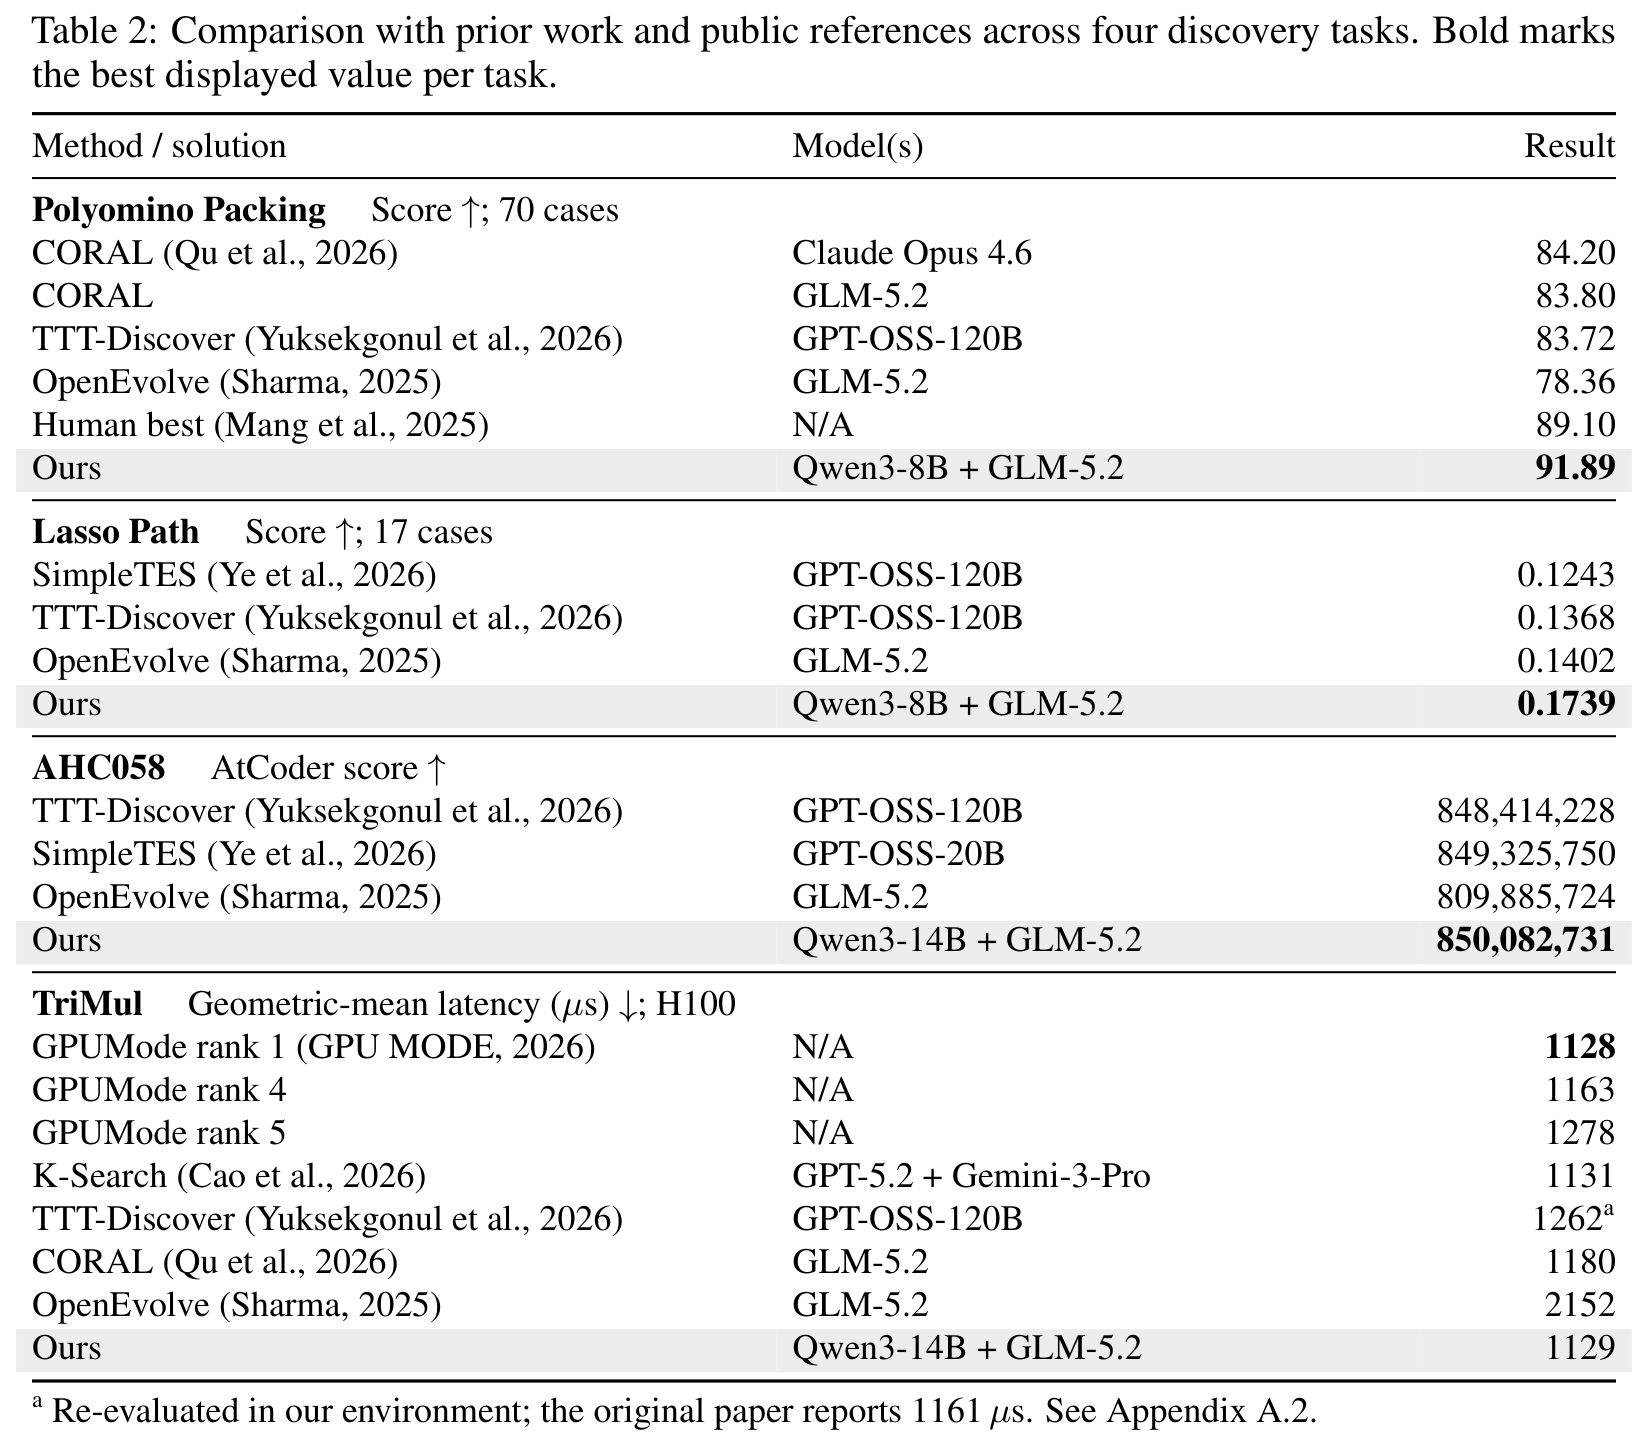 Table 2: Comparison with prior work and public references across four discovery tasks. Bold marks
the best displayed value per task.
Method / solution Model(s) Result
Polyomino Packing Score ↑; 70 cases
CORAL (Qu et al., 2026) Claude Opus 4.6 84.20
CORAL GLM-5.2 83.80
TTT-Discover (Yuksekgonul et al., 2026) GPT-OSS-120B 83.72
OpenEvolve (Sharma, 2025) GLM-5.2 78.36
Human best (Mang et al., 2025) N/A 89.10
Ours Qwen3-8B + GLM-5.2 91.89
Lasso Path Score ↑; 17 cases
SimpleTES (Ye et al., 2026) GPT-OSS-120B 0.1243
TTT-Discover (Yuksekgonul et al., 2026) GPT-OSS-120B 0.1368
OpenEvolve (Sharma, 2025) GLM-5.2 0.1402
Ours Qwen3-8B + GLM-5.2 0.1739
AHC058 AtCoder score ↑
TTT-Discover (Yuksekgonul et al., 2026) GPT-OSS-120B 848,414,228
SimpleTES (Ye et al., 2026) GPT-OSS-20B 849,325,750
OpenEvolve (Sharma, 2025) GLM-5.2 809,885,724
Ours Qwen3-14B + GLM-5.2 850,082,731
TriMul Geometric-mean latency (μs) ↓; H100
GPUMode rank 1 (GPU MODE, 2026) N/A 1128
GPUMode rank 4 N/A 1163
GPUMode rank 5 N/A 1278
K-Search (Cao et al., 2026) GPT-5.2 + Gemini-3-Pro 1131
TTT-Discover (Yuksekgonul et al., 2026) GPT-OSS-120B 1262ᵃ
CORAL (Qu et al., 2026) GLM-5.2 1180
OpenEvolve (Sharma, 2025) GLM-5.2 2152
Ours Qwen3-14B + GLM-5.2 1129
ᵃ Re-evaluated in our environment; the original paper reports 1161 μs. See Appendix A.2.